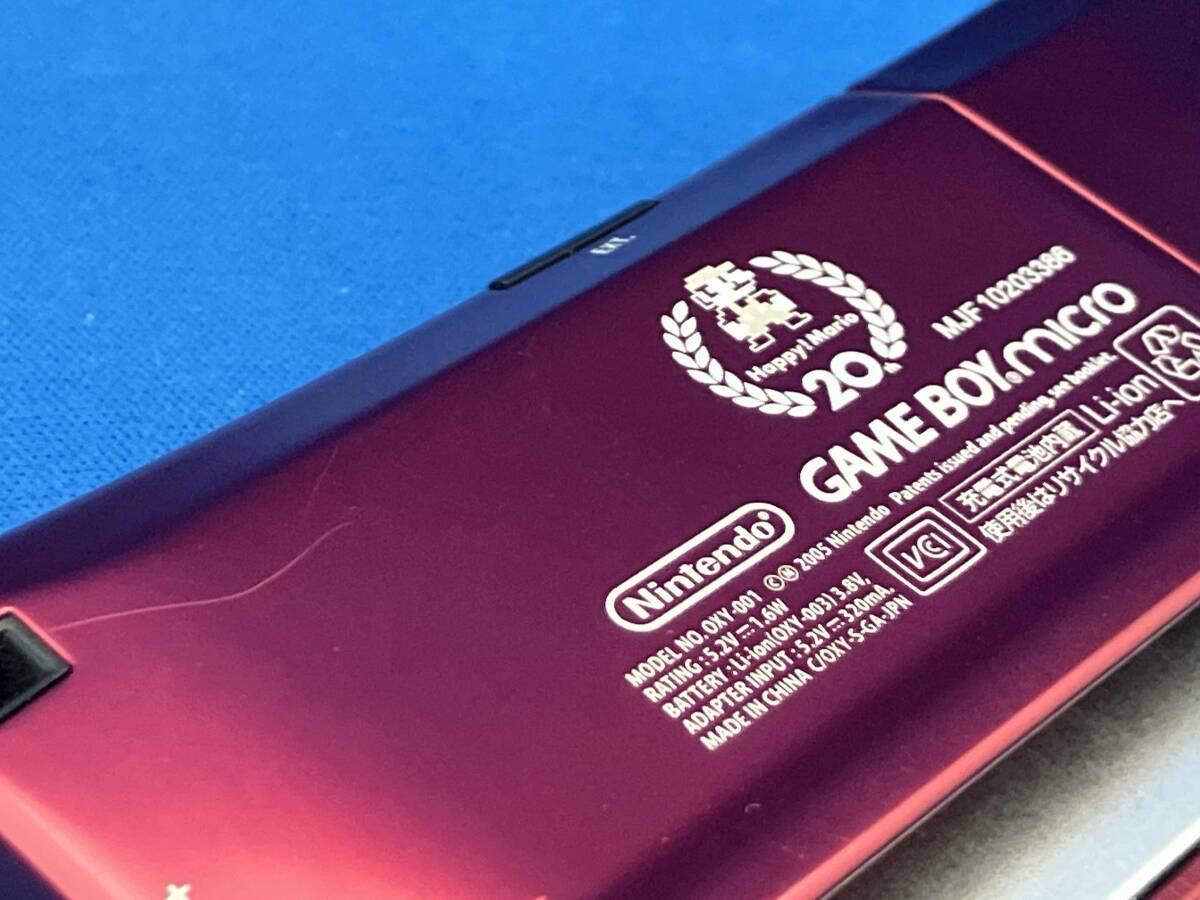 EXT.
Happy! Mario
20th
MJF 10203386
GAME BOY® micro
Nintendo®
©Ⓜ 2005 Nintendo Patents issued and pending, see booklet.
MODEL NO. OXY-001
RATING : 5.2V⎓1.6W
BATTERY : Li-ion(OXY-003) 3.8V,
ADAPTER INPUT : 5.2V⎓320mA,
MADE IN CHINA C/OXY-S-GA-JPN
VCI
充電式電池内蔵
Li-ion
使用後はリサイクル協力店へ